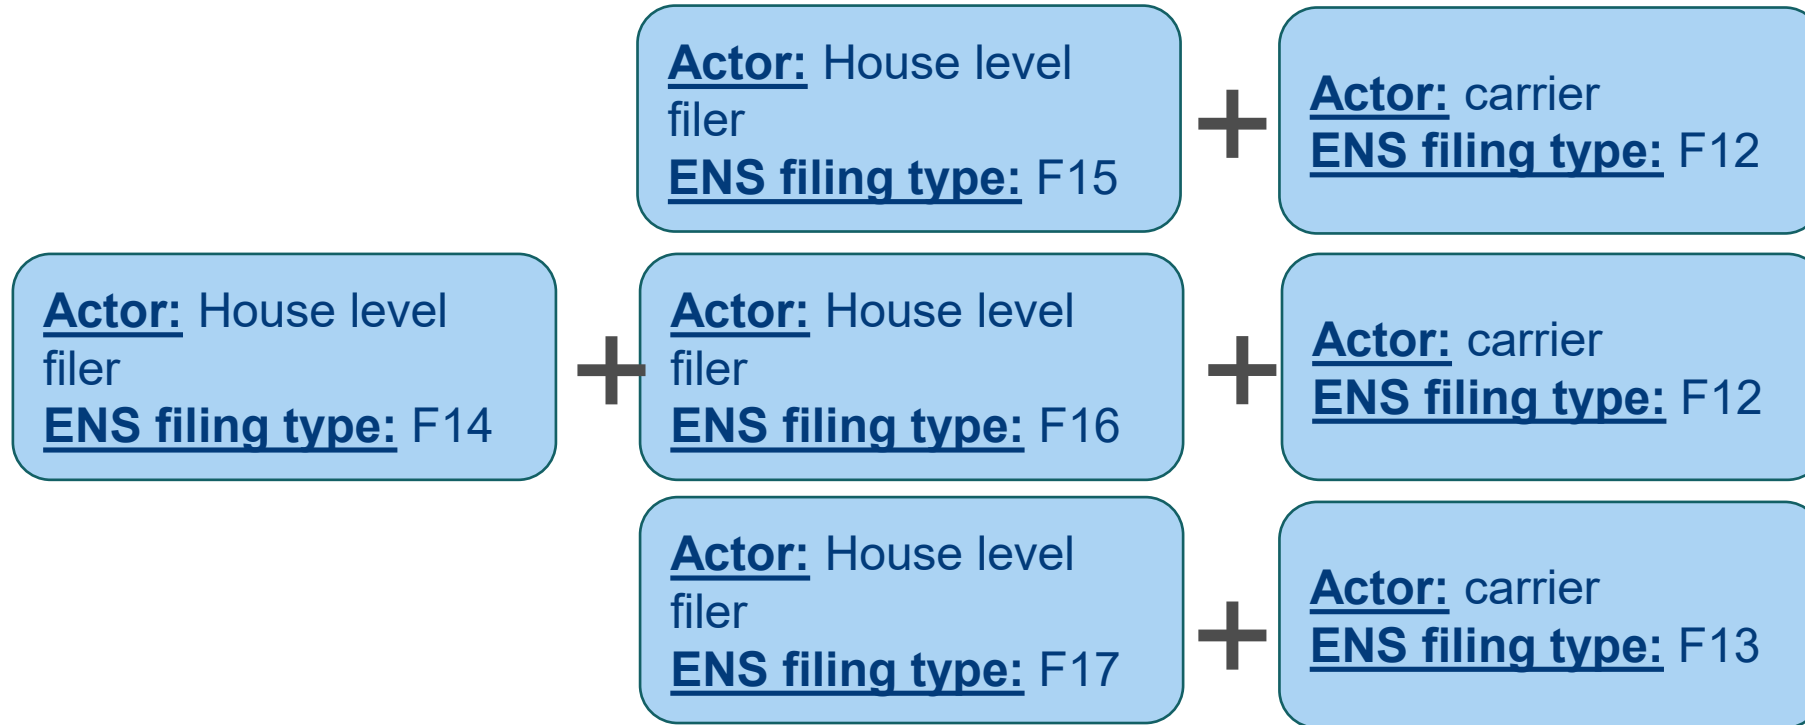 Actor: House level
filer
ENS filing type: F15
+
Actor: carrier
ENS filing type: F12
Actor: House level
filer
ENS filing type: F14
+
Actor: House level
filer
ENS filing type: F16
+
Actor: carrier
ENS filing type: F12
Actor: House level
filer
ENS filing type: F17
+
Actor: carrier
ENS filing type: F13